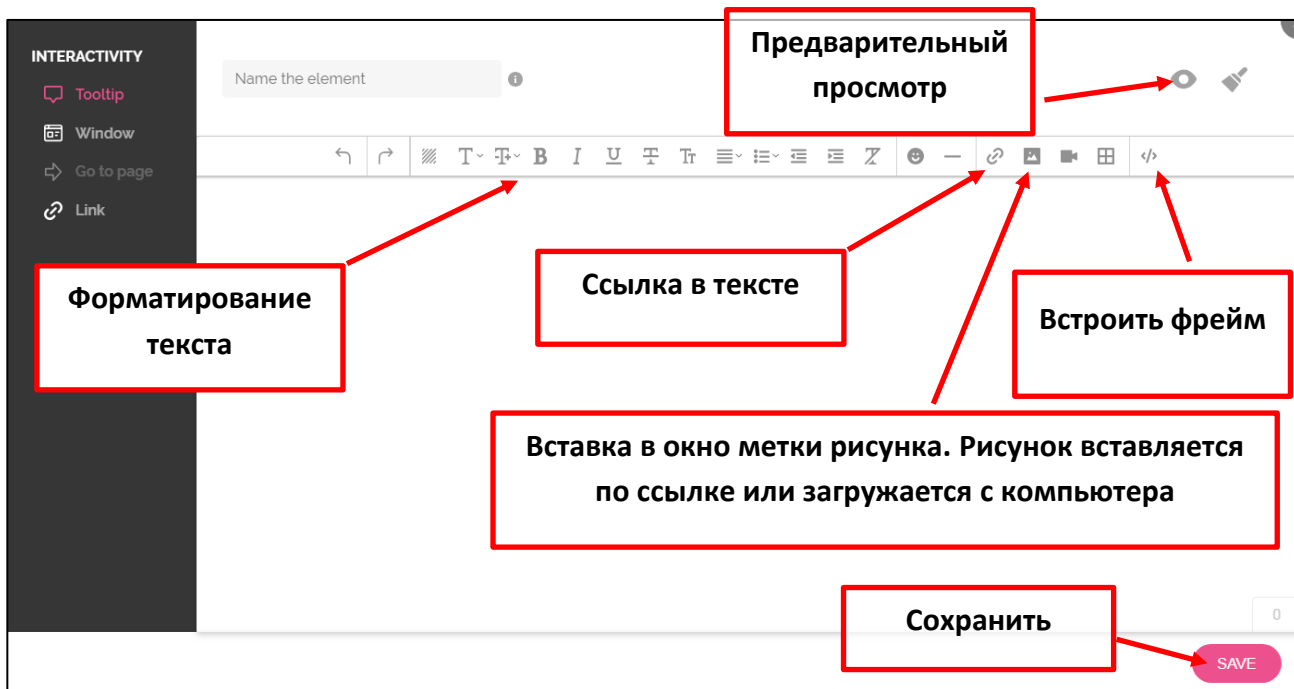 Предварительный
просмотр
INTERACTIVITY
Tooltip
Window
Go to page
Link
Name the element
Форматирование
текста
Ссылка в тексте
Встроить фрейм
Вставка в окно метки рисунка. Рисунок вставляется
по ссылке или загружается с компьютера
Сохранить
0
SAVE